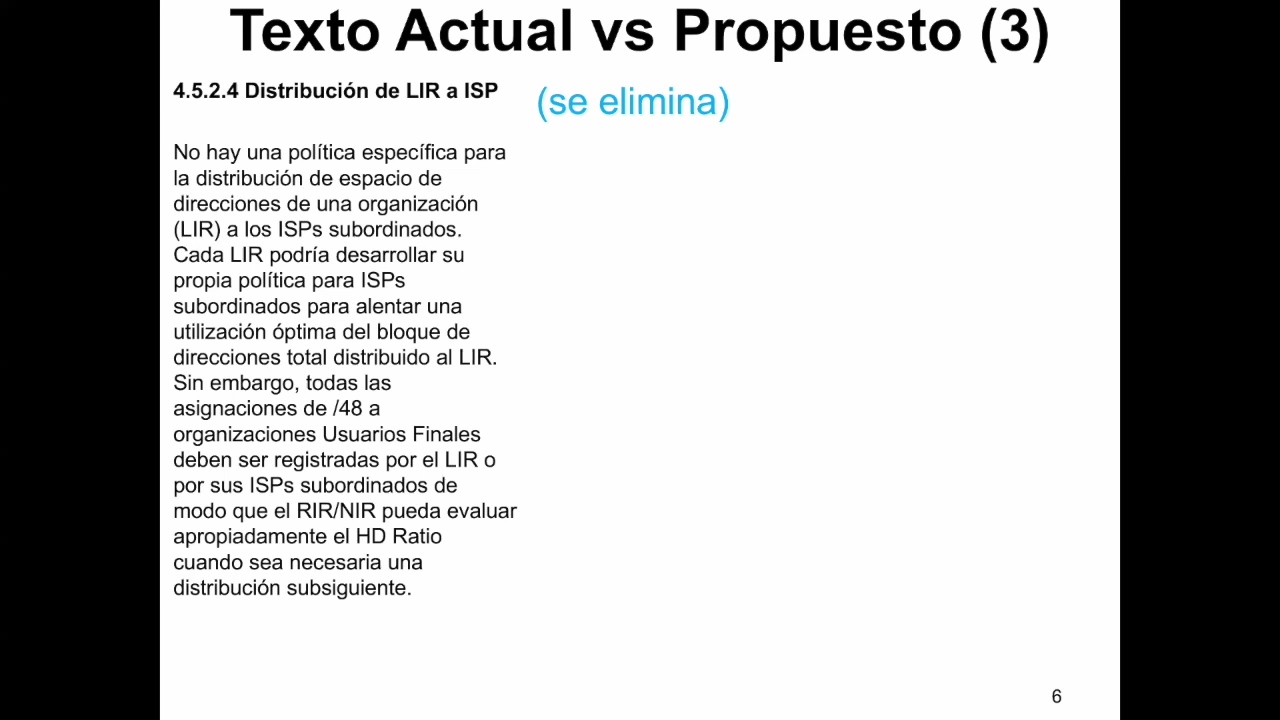 Texto Actual vs Propuesto (3)
4.5.2.4 Distribución de LIR a ISP
(se elimina)
No hay una política específica para
la distribución de espacio de
direcciones de una organización
(LIR) a los ISPs subordinados.
Cada LIR podría desarrollar su
propia política para ISPs
subordinados para alentar una
utilización óptima del bloque de
direcciones total distribuido al LIR.
Sin embargo, todas las
asignaciones de /48 a
organizaciones Usuarios Finales
deben ser registradas por el LIR o
por sus ISPs subordinados de
modo que el RIR/NIR pueda evaluar
apropiadamente el HD Ratio
cuando sea necesaria una
distribución subsiguiente.
6